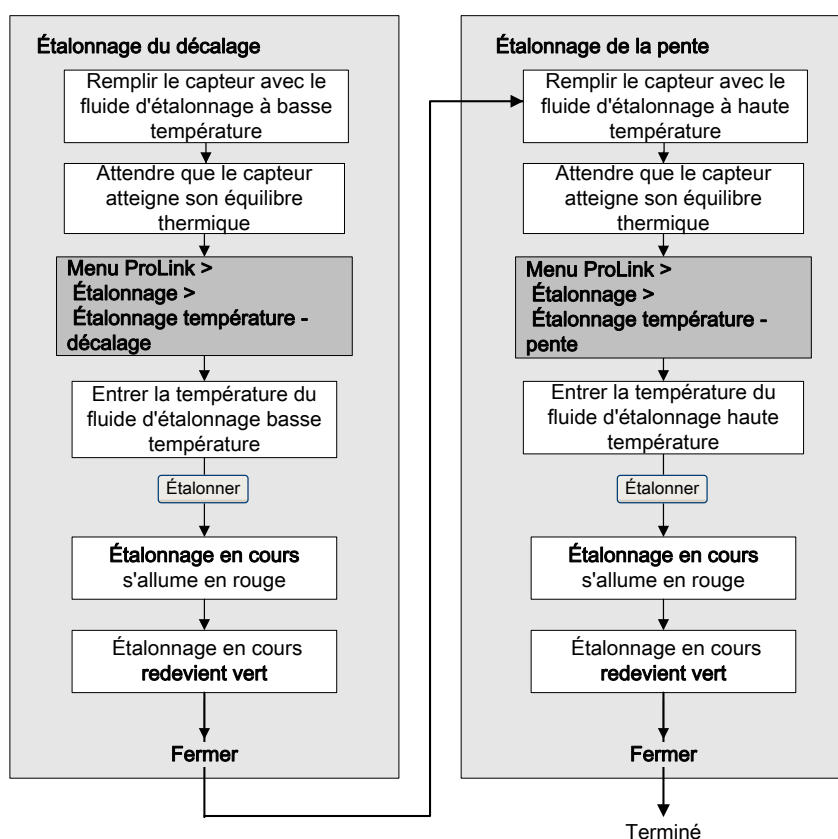 Étalonnage du décalage
Remplir le capteur avec le
fluide d'étalonnage à basse
température
Attendre que le capteur
atteigne son équilibre
thermique
Menu ProLink >
Étalonnage >
Étalonnage température -
décalage
Entrer la température du
fluide d'étalonnage basse
température
Étalonner
Étalonnage en cours
s'allume en rouge
Étalonnage en cours
redevient vert
Fermer
Étalonnage de la pente
Remplir le capteur avec le
fluide d'étalonnage à haute
température
Attendre que le capteur
atteigne son équilibre
thermique
Menu ProLink >
Étalonnage >
Étalonnage température -
pente
Entrer la température du
fluide d'étalonnage haute
température
Étalonner
Étalonnage en cours
s'allume en rouge
Étalonnage en cours
redevient vert
Fermer
Terminé